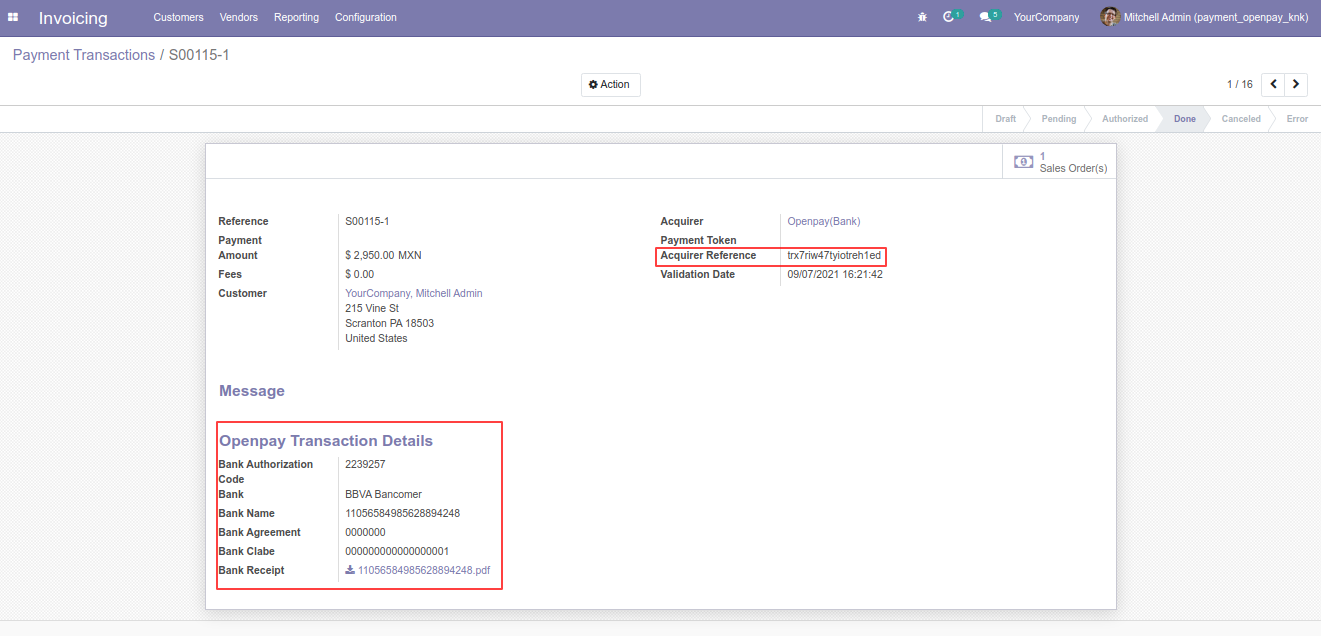 Invoicing Customers Vendors Reporting Configuration 1 5 YourCompany Mitchell Admin (payment_openpay_knk)
Payment Transactions / S00115-1
Action 1 / 16
Draft Pending Authorized Done Canceled Error
1
Sales Order(s)
Reference S00115-1 Acquirer Openpay(Bank)
Payment Payment Token
Amount $ 2,950.00 MXN Acquirer Reference trx7riw47tyiotreh1ed
Fees $ 0.00 Validation Date 09/07/2021 16:21:42
Customer YourCompany, Mitchell Admin
215 Vine St
Scranton PA 18503
United States
Message
Openpay Transaction Details
Bank Authorization 2239257
Code
Bank BBVA Bancomer
Bank Name 11056584985628894248
Bank Agreement 0000000
Bank Clabe 000000000000000001
Bank Receipt 11056584985628894248.pdf